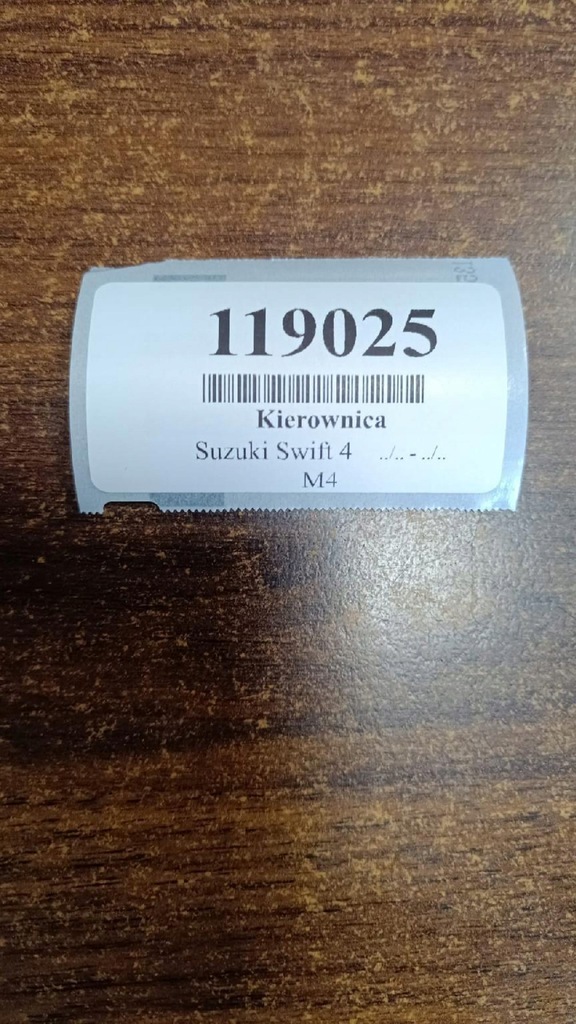 119025
Kierownica
Suzuki Swift 4 ../.. - ../..
M4